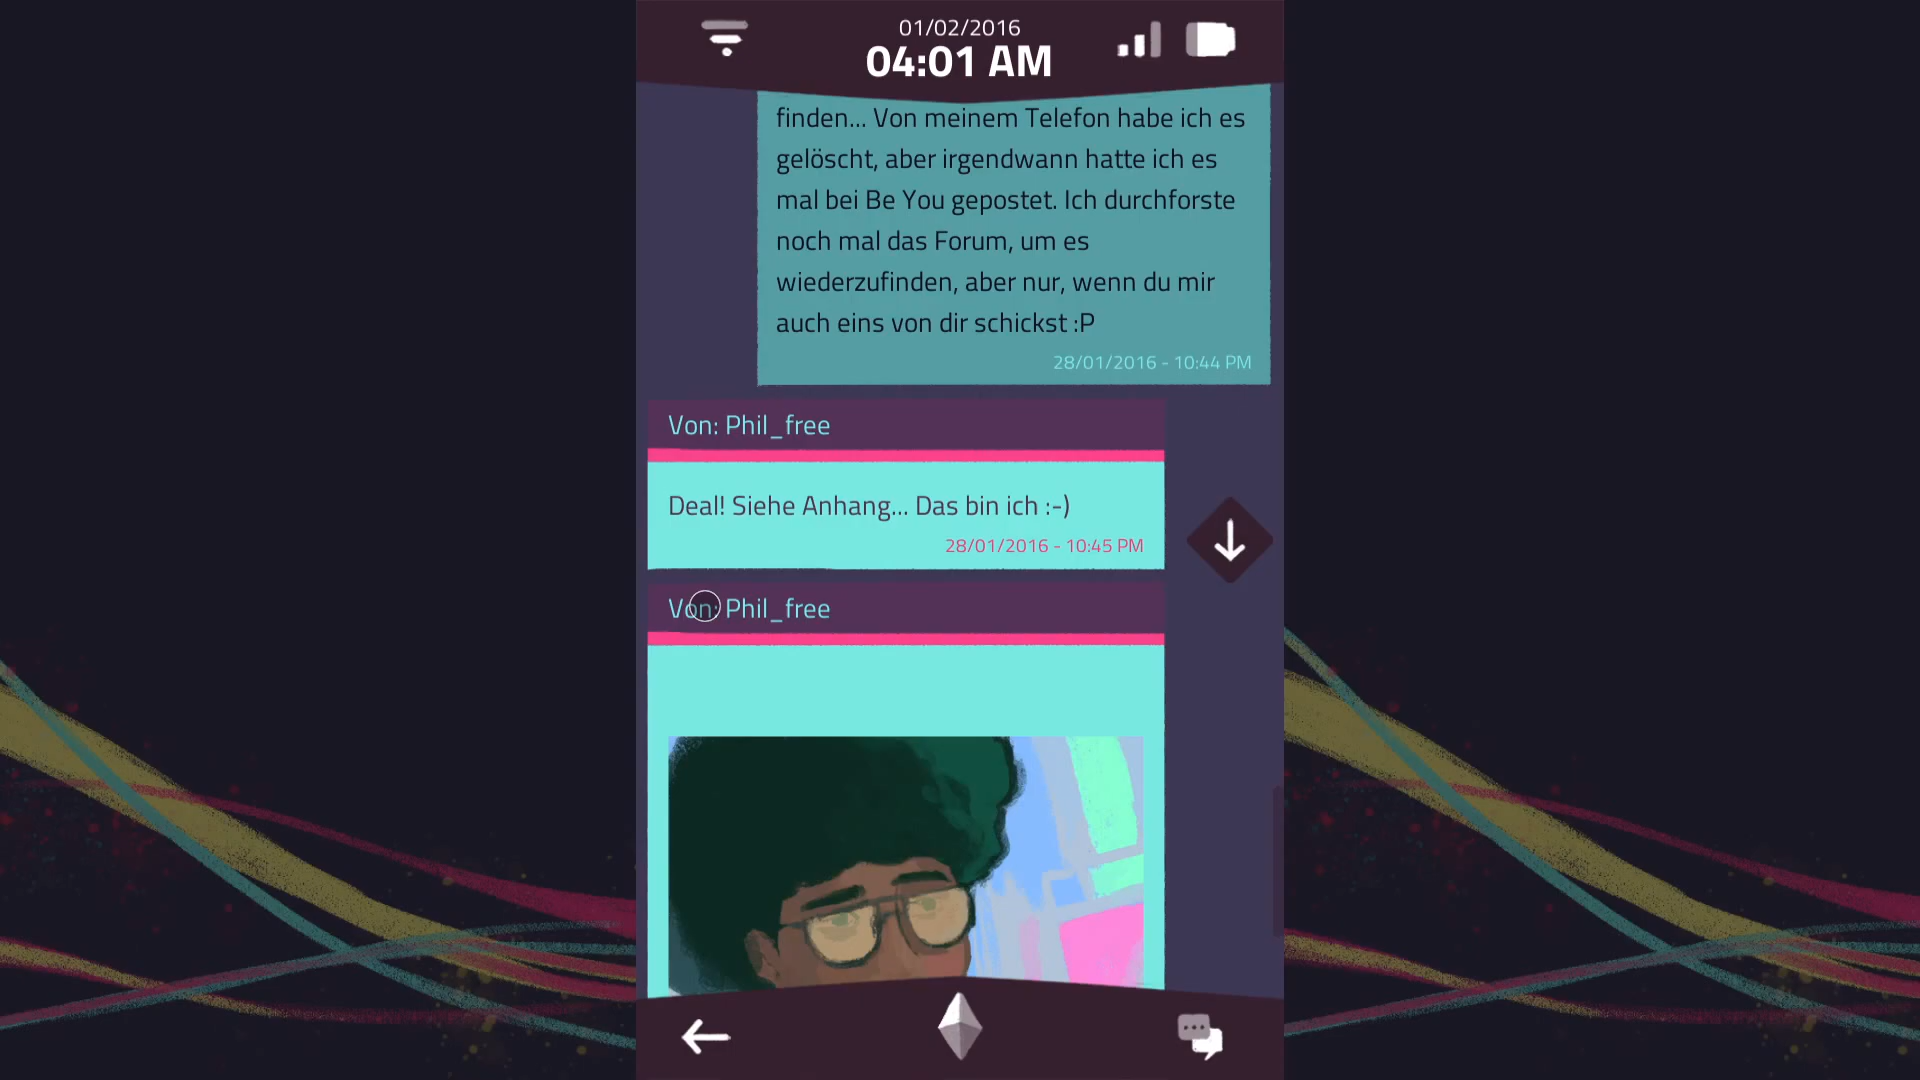 01/02/2016
04:01 AM
finden... Von meinem Telefon habe ich es
gelöscht, aber irgendwann hatte ich es
mal bei Be You gepostet. Ich durchforste
noch mal das Forum, um es
wiederzufinden, aber nur, wenn du mir
auch eins von dir schickst :P
28/01/2016 - 10:44 PM
Von: Phil_free
Deal! Siehe Anhang... Das bin ich :-)
28/01/2016 - 10:45 PM
Von: Phil_free